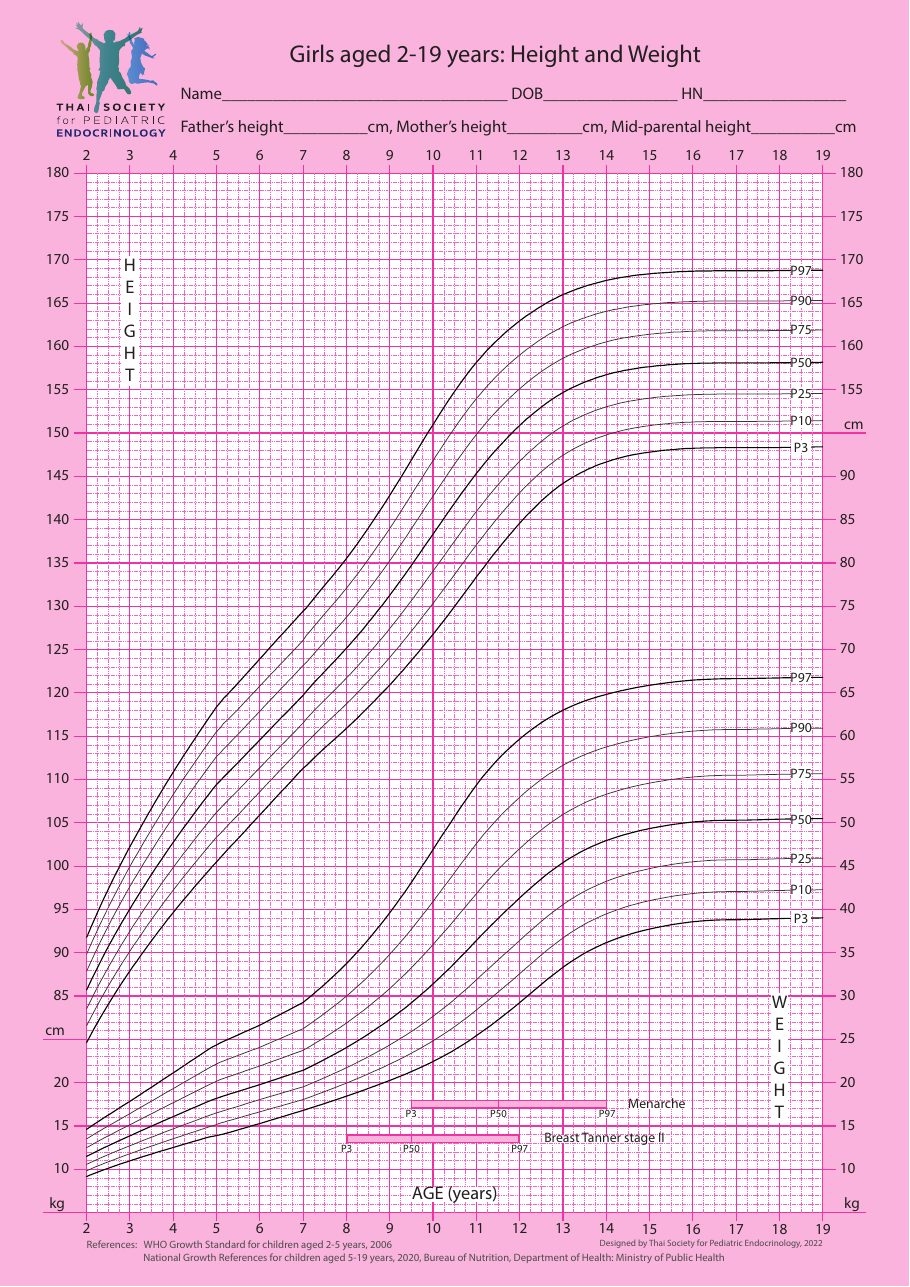 Girls aged 2-19 years: Height and Weight
THAI SOCIETY
for PEDIATRIC
ENDOCRINOLOGY
Name DOB HN
Father's height cm, Mother's height cm, Mid-parental height cm
2 3 4 5 6 7 8 9 10 11 12 13 14 15 16 17 18 19
180 180
175 175
170 HEIGHT P97 170
165 P90 165
160 P75 160
155 P50 P25 155
150 P10 cm
145 P3 90
140 85
135 80
130 75
125 70
120 P97 65
115 P90 60
110 P75 55
105 P50 50
100 P25 45
95 P10 P3 40
90 35
85 WEIGHT 30
cm 25
20 20
P3 P50 P97 Menarche
15 15
P3 P50 P97 Breast Tanner stage II
10 10
AGE (years)
kg kg
2 3 4 5 6 7 8 9 10 11 12 13 14 15 16 17 18 19
References: WHO Growth Standard for children aged 2-5 years, 2006
Designed by Thai Society for Pediatric Endocrinology, 2022
National Growth References for children aged 5-19 years, 2020, Bureau of Nutrition, Department of Health: Ministry of Public Health